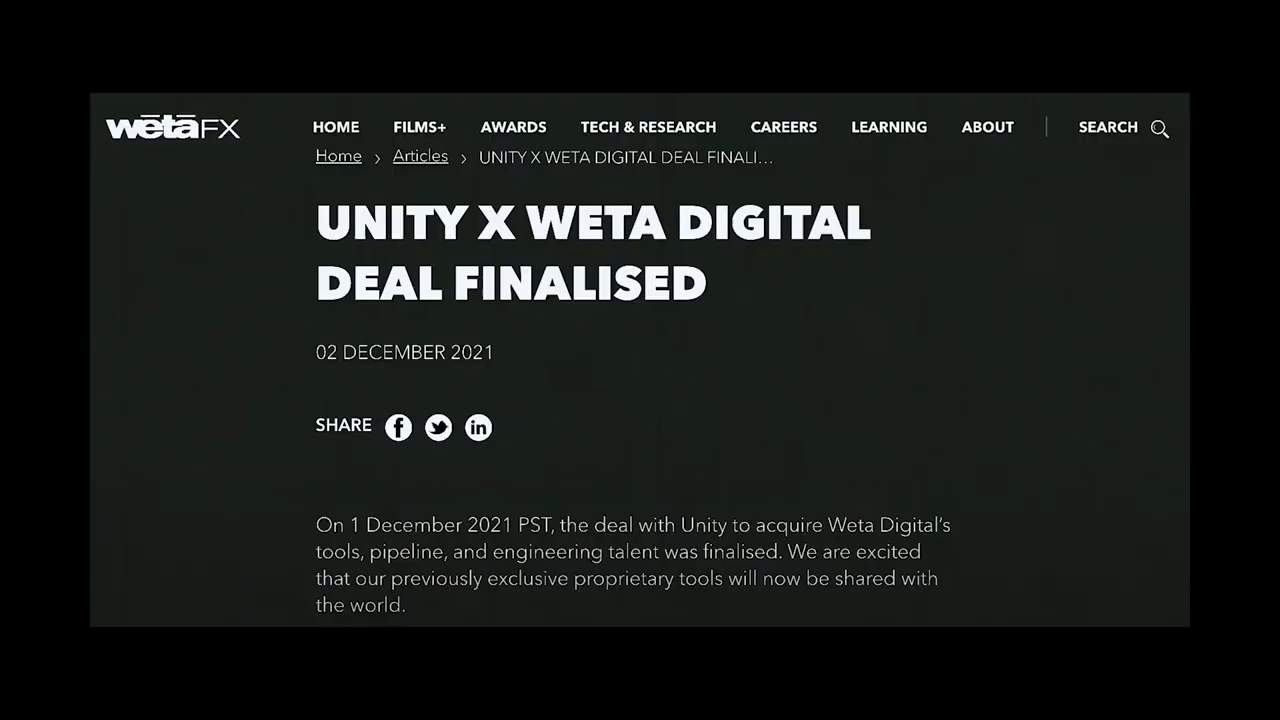 wētāFX HOME FILMS+ AWARDS TECH & RESEARCH CAREERS LEARNING ABOUT | SEARCH
Home › Articles › UNITY X WETA DIGITAL DEAL FINALI...
UNITY X WETA DIGITAL
DEAL FINALISED
02 DECEMBER 2021
SHARE f in
On 1 December 2021 PST, the deal with Unity to acquire Weta Digital's
tools, pipeline, and engineering talent was finalised. We are excited
that our previously exclusive proprietary tools will now be shared with
the world.